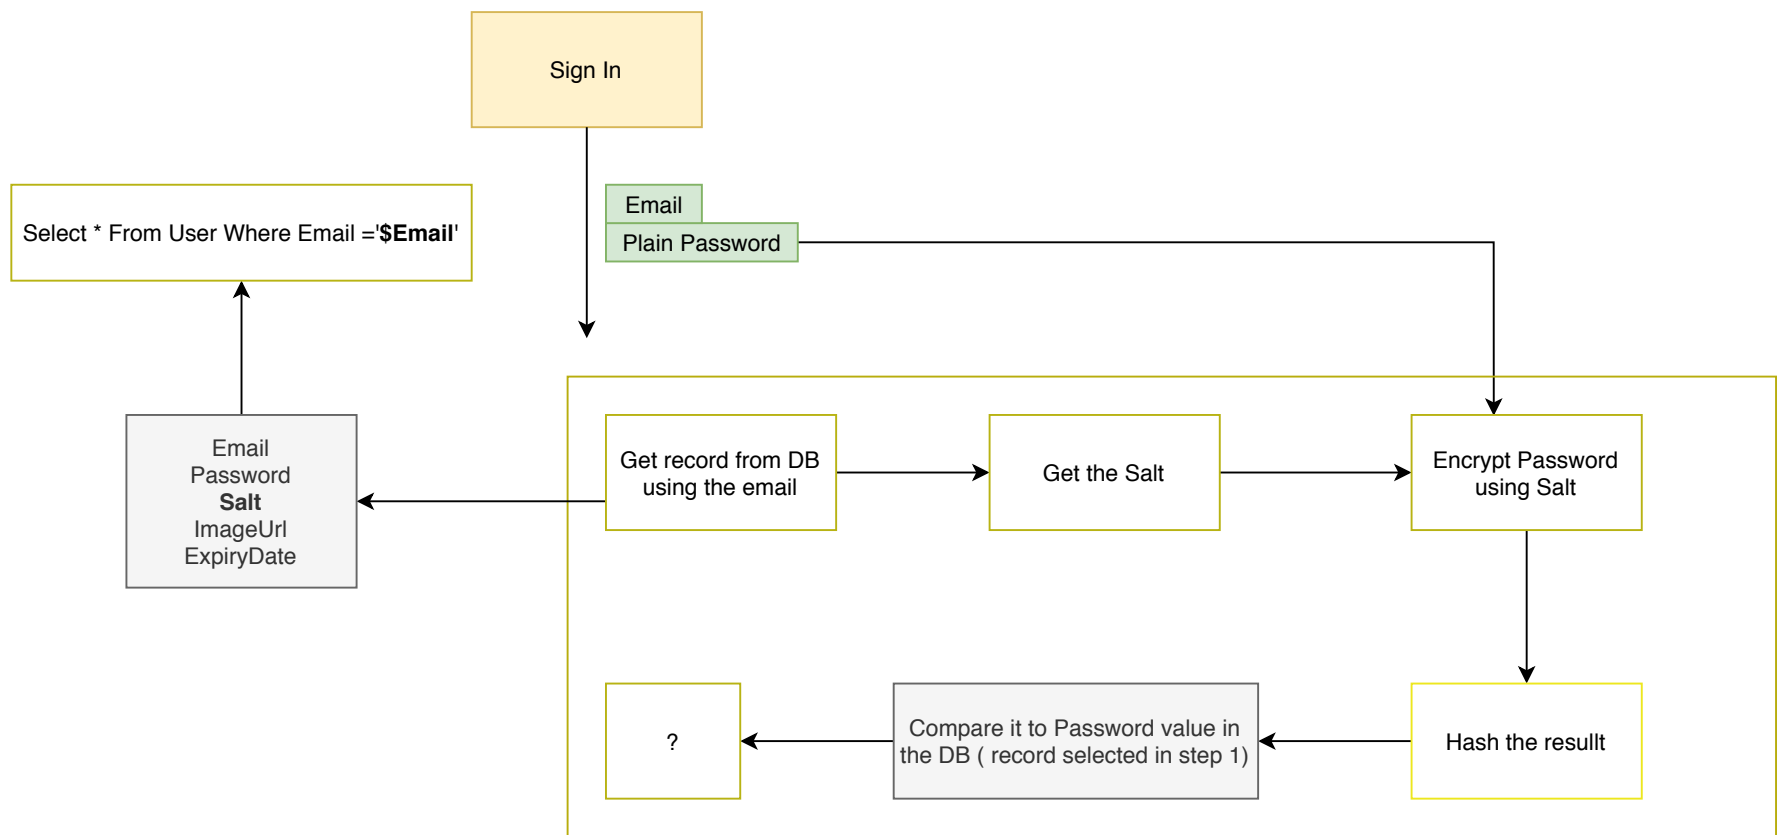 Sign In
Select * From User Where Email ='$Email'
Email
Plain Password
Email
Password
Salt
ImageUrl
ExpiryDate
Get record from DB
using the email
Get the Salt
Encrypt Password
using Salt
?
Compare it to Password value in
the DB ( record selected in step 1)
Hash the resullt